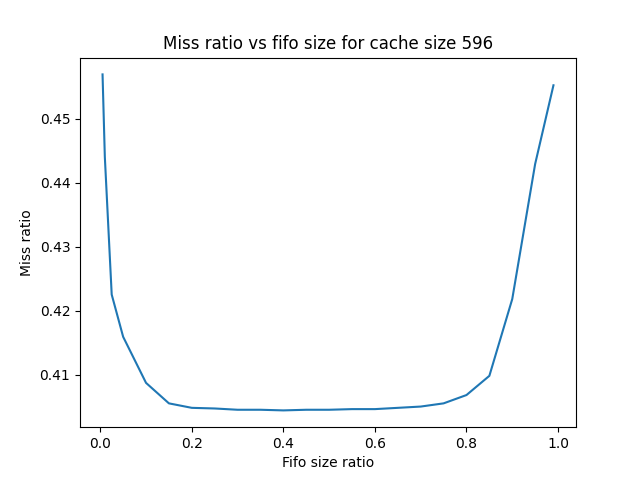 Miss ratio vs fifo size for cache size 596
0.45
0.44
0.43
0.42
0.41
Miss ratio
0.0 0.2 0.4 0.6 0.8 1.0
Fifo size ratio